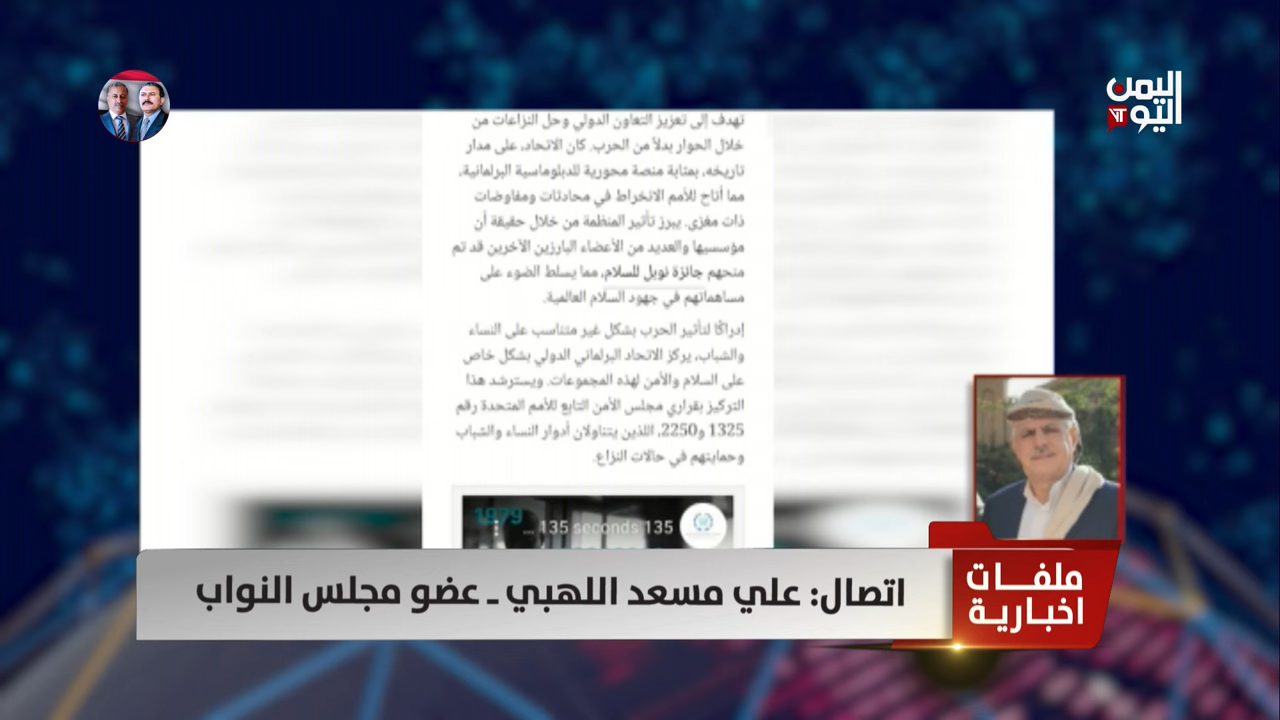 اليمن
اليوم
تهدف إلى تعزيز التعاون الدولي وحل النزاعات من
خلال الحوار بدلاً من الحرب. كان الاتحاد، على مدار
تاريخه، بمثابة منصة محورية للدبلوماسية البرلمانية،
مما أتاح للأمم الانخراط في محادثات ومفاوضات
ذات مغزى. يبرز تأثير المنظمة من خلال حقيقة أن
مؤسسيها والعديد من الأعضاء البارزين الآخرين قد تم
منحهم جائزة نوبل للسلام، مما يسلط الضوء على
مساهماتهم في جهود السلام العالمية.
إدراكًا لتأثير الحرب بشكل غير متناسب على النساء
والشباب، يركز الاتحاد البرلماني الدولي بشكل خاص
على السلام والأمن لهذه المجموعات. ويسترشد هذا
التركيز بقراري مجلس الأمن التابع للأمم المتحدة رقم
1325 و2250، اللذين يتناولان أدوار النساء والشباب
وحمايتهم في حالات النزاع.
1879
135 seconds 135 ...
ملفات
اخبارية
اتصال: علي مسعد اللهبي - عضو مجلس النواب